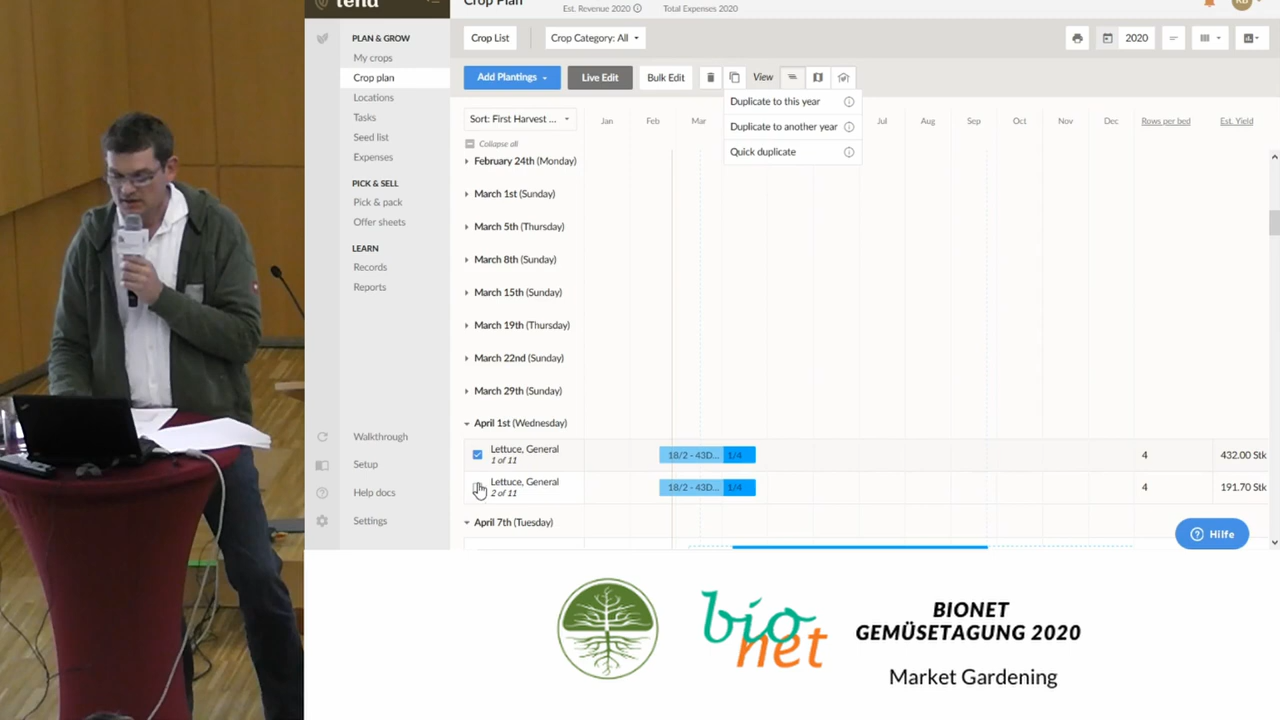 tend
Crop Plan
Est. Revenue 2020
Total Expenses 2020
PLAN & GROW
My crops
Crop plan
Locations
Tasks
Seed list
Expenses
PICK & SELL
Pick & pack
Offer sheets
LEARN
Records
Reports
Walkthrough
Setup
Help docs
Settings
Crop List
Crop Category: All
2020
Add Plantings
Live Edit
Bulk Edit
View
Duplicate to this year
Duplicate to another year
Quick duplicate
Sort: First Harvest ...
Jan
Feb
Mar
Jul
Aug
Sep
Oct
Nov
Dec
Rows per bed
Est. Yield
Collapse all
February 24th (Monday)
March 1st (Sunday)
March 5th (Thursday)
March 8th (Sunday)
March 15th (Sunday)
March 19th (Thursday)
March 22nd (Sunday)
March 29th (Sunday)
April 1st (Wednesday)
Lettuce, General
1 of 11
18/2 - 43D...
1/4
4
432.00 Stk
Lettuce, General
2 of 11
18/2 - 43D...
1/4
4
191.70 Stk
April 7th (Tuesday)
Hilfe
bio
net
BIONET
GEMÜSETAGUNG 2020
Market Gardening